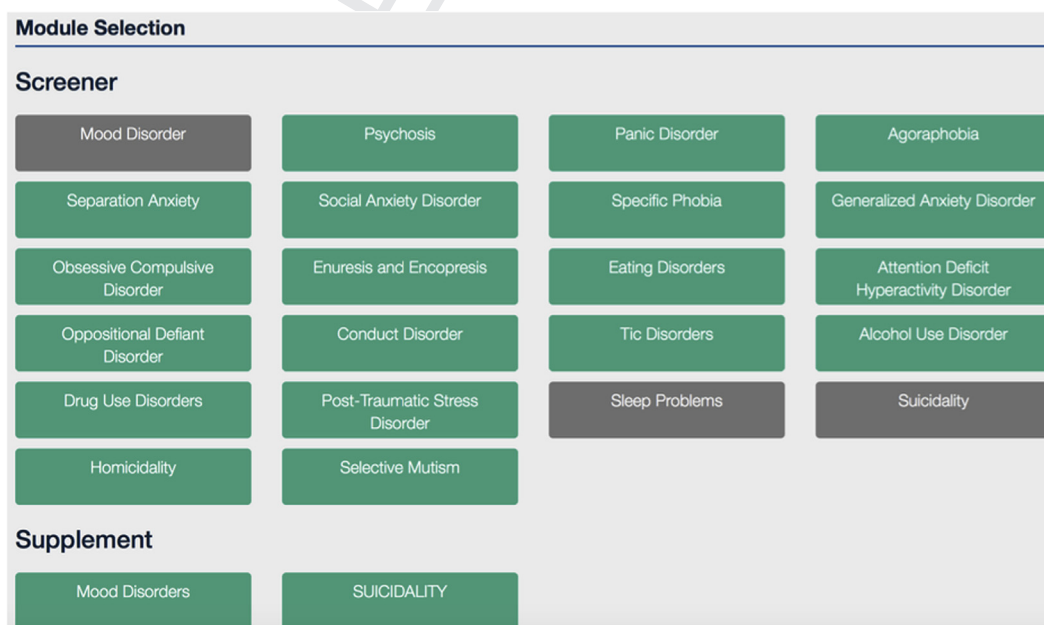 Module Selection
Screener
Mood Disorder
Psychosis
Panic Disorder
Agoraphobia
Separation Anxiety
Social Anxiety Disorder
Specific Phobia
Generalized Anxiety Disorder
Obsessive Compulsive
Disorder
Enuresis and Encopresis
Eating Disorders
Attention Deficit
Hyperactivity Disorder
Oppositional Defiant
Disorder
Conduct Disorder
Tic Disorders
Alcohol Use Disorder
Drug Use Disorders
Post-Traumatic Stress
Disorder
Sleep Problems
Suicidality
Homicidality
Selective Mutism
Supplement
Mood Disorders
SUICIDALITY